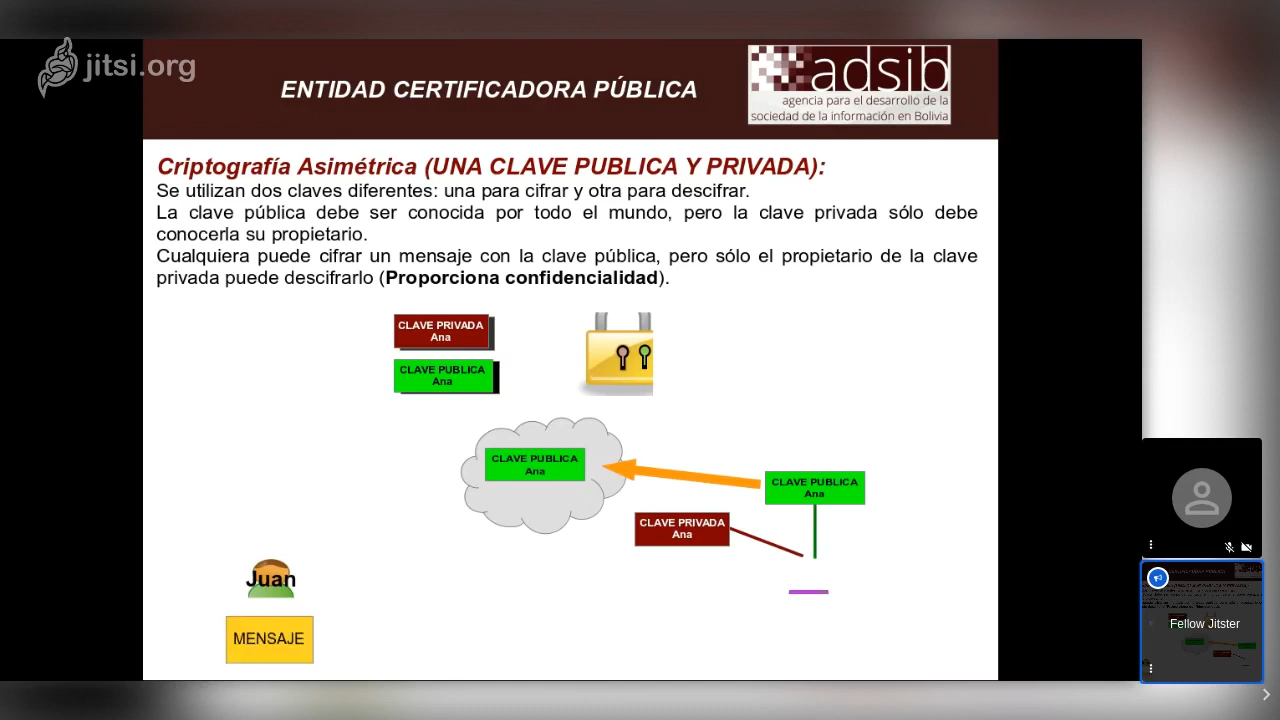 jitsi.org
ENTIDAD CERTIFICADORA PÚBLICA
adsib
agencia para el desarrollo de la
sociedad de la información en Bolivia
Criptografía Asimétrica (UNA CLAVE PUBLICA Y PRIVADA):
Se utilizan dos claves diferentes: una para cifrar y otra para descifrar.
La clave pública debe ser conocida por todo el mundo, pero la clave privada sólo debe
conocerla su propietario.
Cualquiera puede cifrar un mensaje con la clave pública, pero sólo el propietario de la clave
privada puede descifrarlo (Proporciona confidencialidad).
CLAVE PRIVADA
Ana
CLAVE PUBLICA
Ana
CLAVE PUBLICA
Ana
CLAVE PUBLICA
Ana
CLAVE PRIVADA
Ana
Juan
MENSAJE
Fellow Jitster